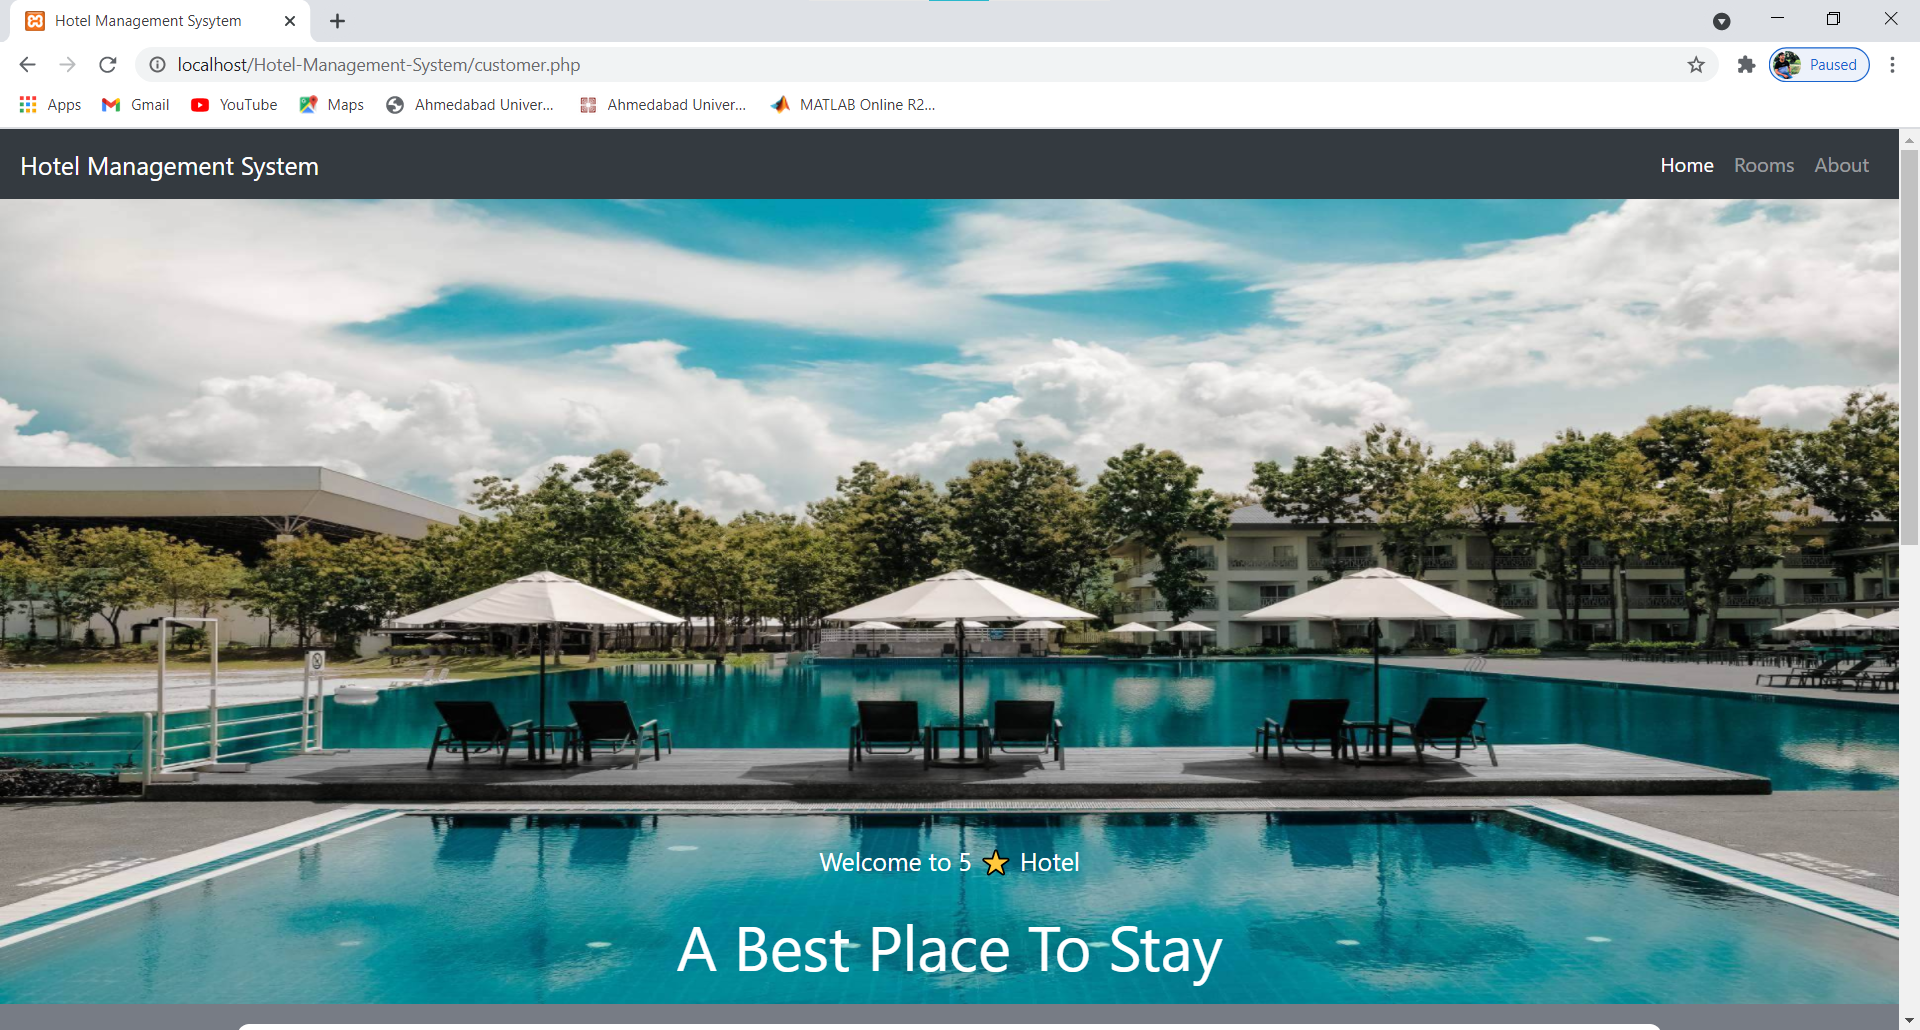 Hotel Management Sysytem
localhost/Hotel-Management-System/customer.php
Paused
Apps Gmail YouTube Maps Ahmedabad Univer... Ahmedabad Univer... MATLAB Online R2...
Hotel Management System Home Rooms About
Welcome to 5 ⭐ Hotel
A Best Place To Stay